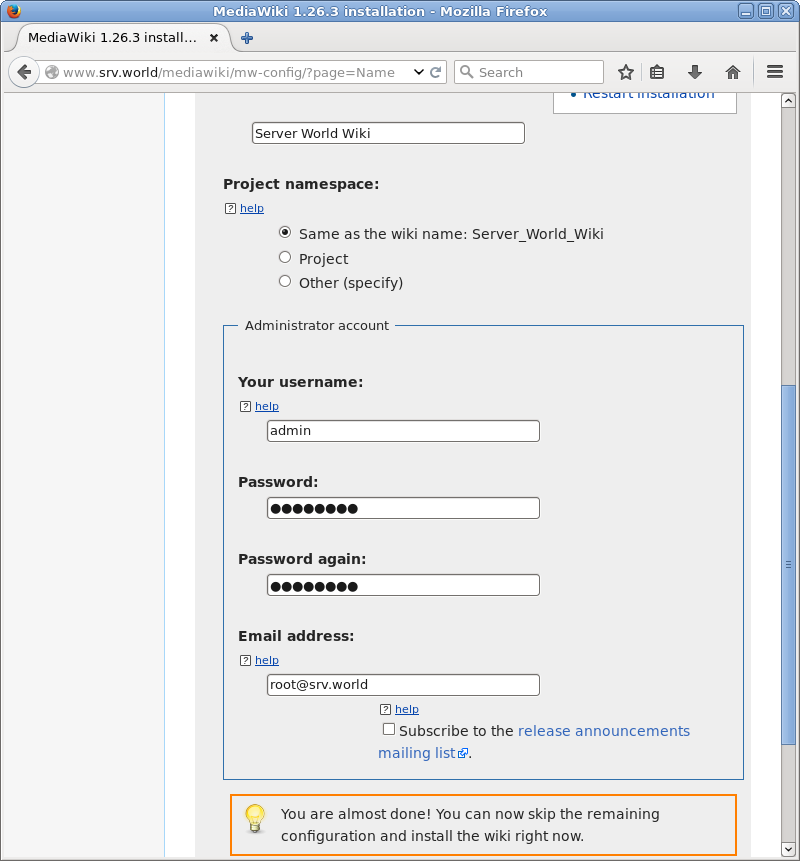 MediaWiki 1.26.3 installation - Mozilla Firefox
MediaWiki 1.26.3 install...
www.srv.world/mediawiki/mw-config/?page=Name
Search
Restart installation
Server World Wiki
Project namespace:
? help
Same as the wiki name: Server_World_Wiki
Project
Other (specify)
Administrator account
Your username:
? help
admin
Password:
●●●●●●●●
Password again:
●●●●●●●●
Email address:
? help
root@srv.world
? help
Subscribe to the release announcements
mailing list.
You are almost done! You can now skip the remaining
configuration and install the wiki right now.